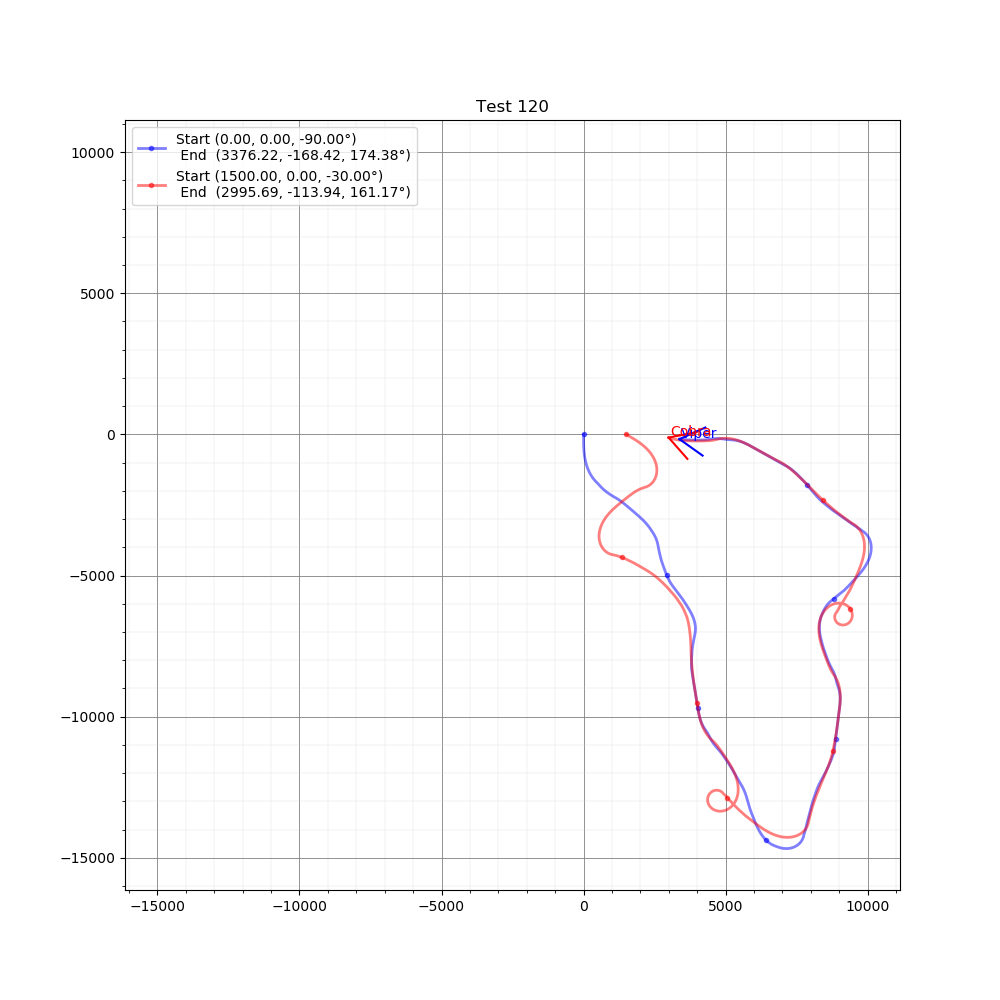 Test 120
Start (0.00, 0.00, -90.00°)
End (3376.22, -168.42, 174.38°)
Start (1500.00, 0.00, -30.00°)
End (2995.69, -113.94, 161.17°)
10000
5000
0
−5000
−10000
−15000
−15000
−10000
−5000
0
5000
10000